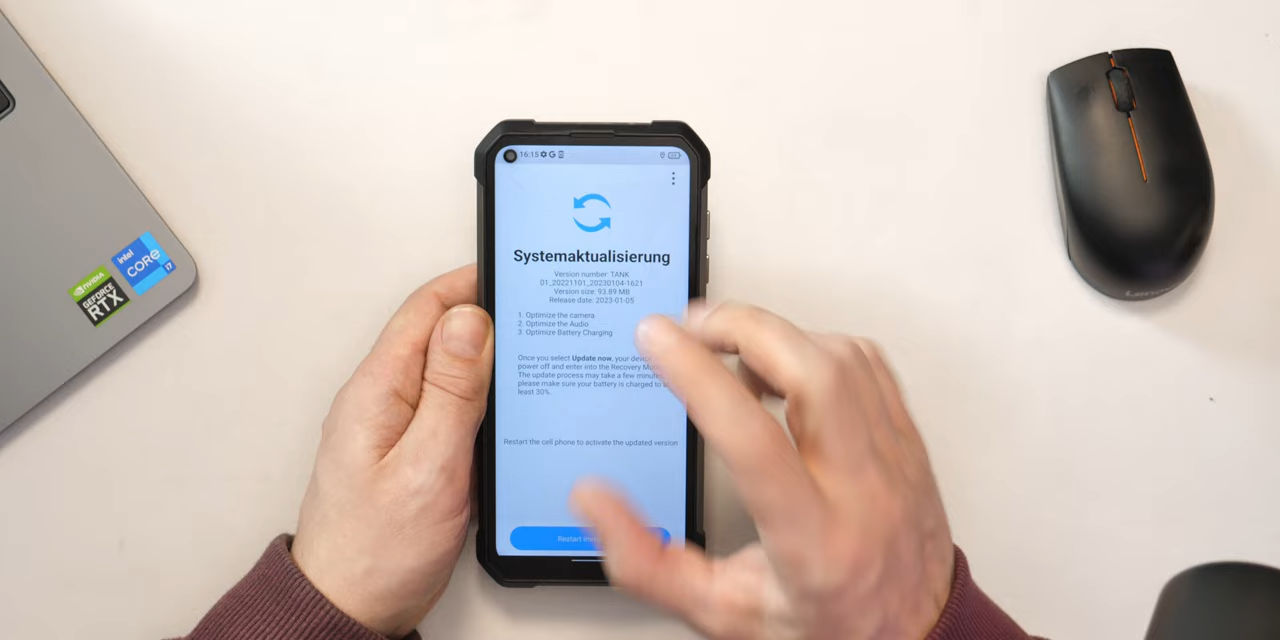 16:15
Systemaktualisierung
Version number: TANK
01_20221101_20230104-1621
Version size: 93.89 MB
Release date: 2023-01-05
1. Optimize the camera
2. Optimize the Audio
3. Optimize Battery Charging
Once you select Update now, your
power off and enter into the Recovery
The update process may take a few
please make sure your battery is charged to
least 30%.
Restart the cell phone to activate the updated version
Restart
intel
CORE
i7
NVIDIA
GEFORCE
RTX
Lenovo